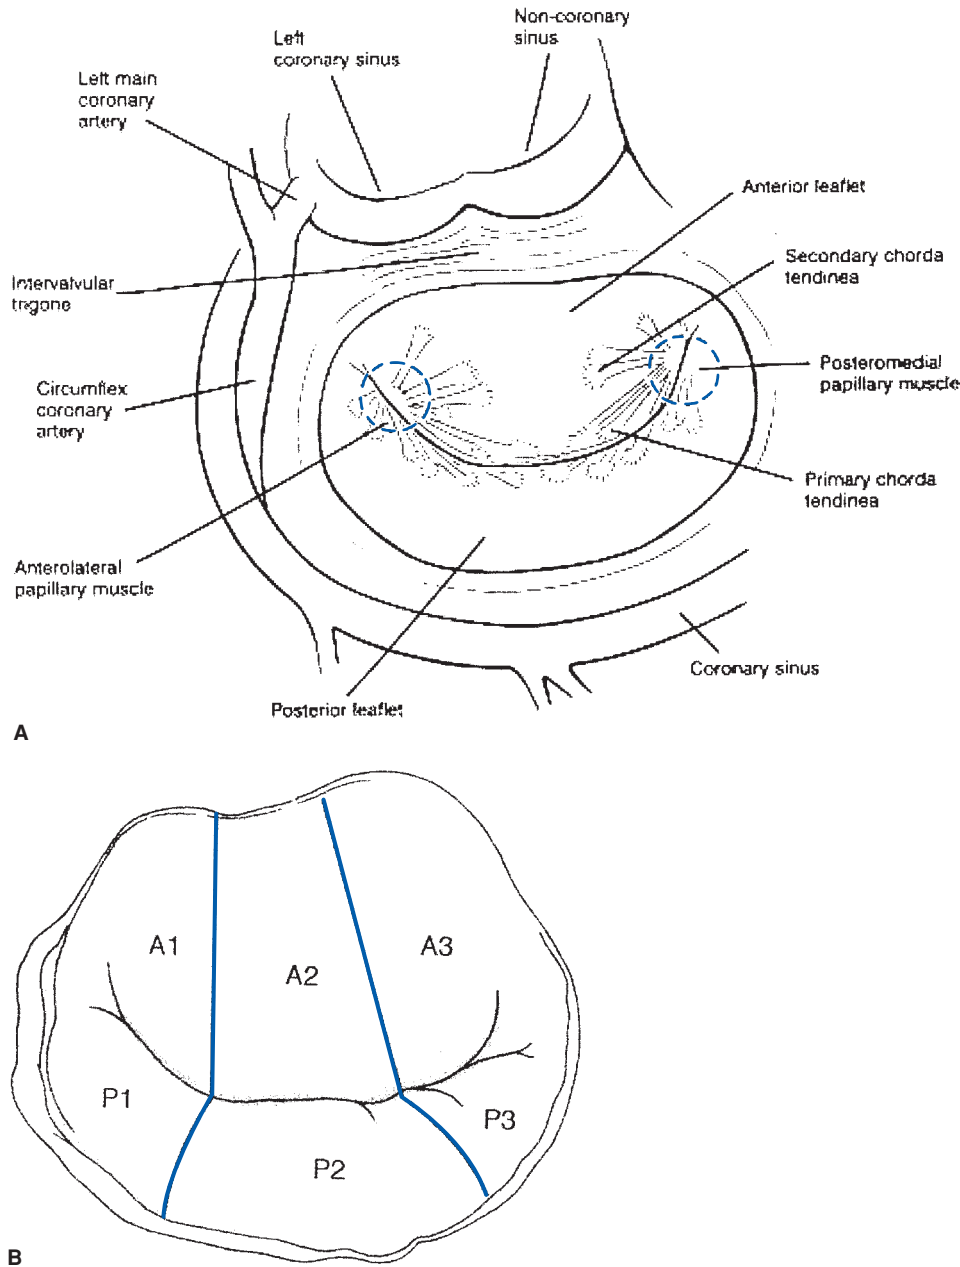 Non-coronary
sinus
Left
coronary sinus
Left main
coronary
artery
Anterior leaflet
Secondary chorda
tendinea
Intervalvular
trigone
Posteromedial
papillary muscle
Circumflex
coronary
artery
Primary chorda
tendinea
Anterolateral
papillary muscle
Coronary sinus
Posterior leaflet
A
A1
A2
A3
P1
P2
P3
B